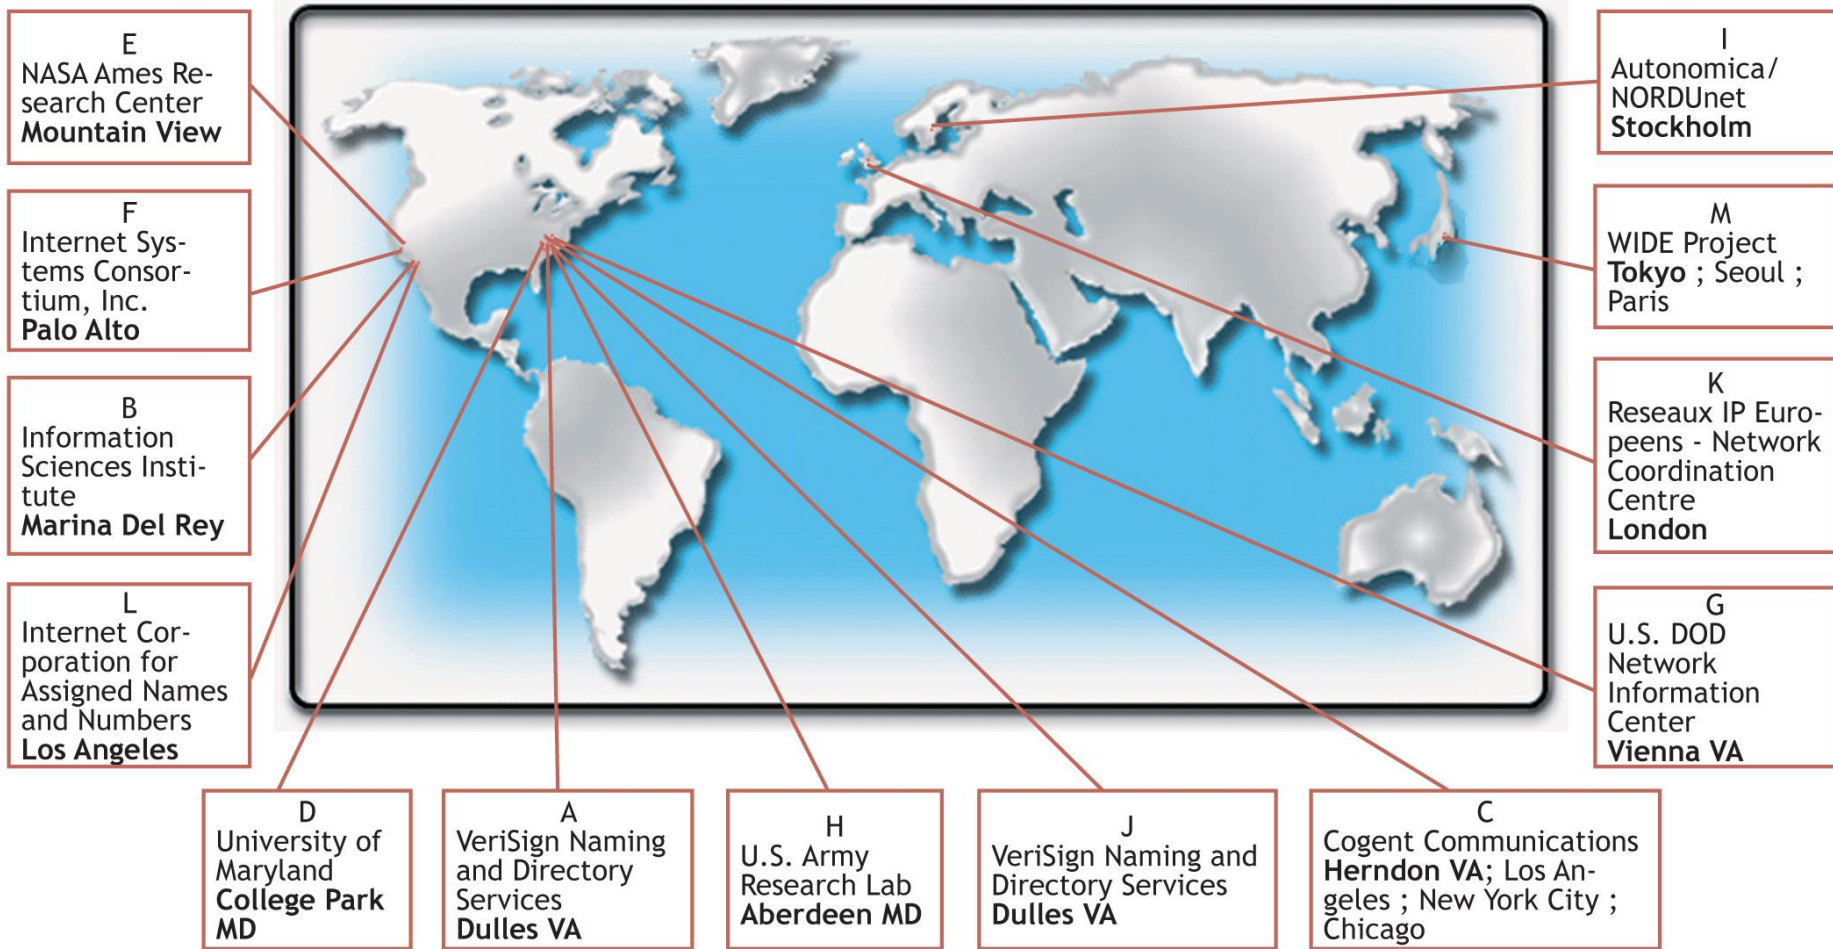 E
NASA Ames Re-
search Center
Mountain View
F
Internet Sys-
tems Consor-
tium, Inc.
Palo Alto
B
Information
Sciences Insti-
tute
Marina Del Rey
L
Internet Cor-
poration for
Assigned Names
and Numbers
Los Angeles
D
University of
Maryland
College Park
MD
A
VeriSign Naming
and Directory
Services
Dulles VA
H
U.S. Army
Research Lab
Aberdeen MD
J
VeriSign Naming and
Directory Services
Dulles VA
C
Cogent Communications
Herndon VA; Los An-
geles ; New York City ;
Chicago
I
Autonomica/
NORDUnet
Stockholm
M
WIDE Project
Tokyo ; Seoul ;
Paris
K
Reseaux IP Euro-
peens - Network
Coordination
Centre
London
G
U.S. DOD
Network
Information
Center
Vienna VA